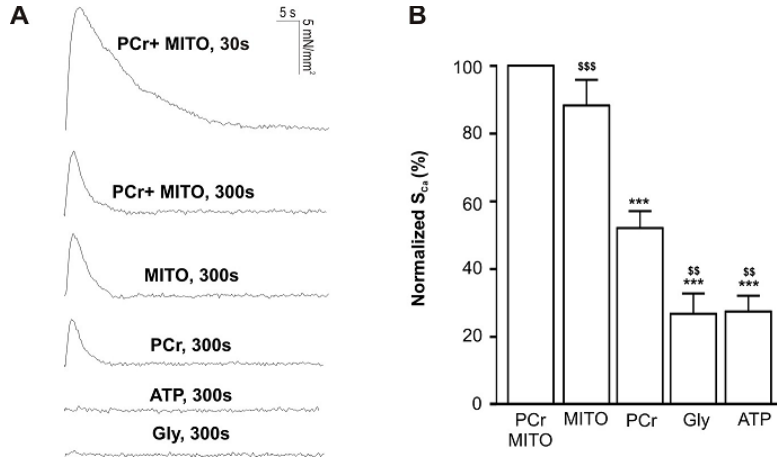 A
PCr+ MITO, 30s
5 s
5 mN/mm²
PCr+ MITO, 300s
MITO, 300s
PCr, 300s
ATP, 300s
Gly, 300s
B
Normalized SCa (%)
100
80
60
40
20
0
$$$
***
$$
***
$$
***
PCr
MITO
MITO
PCr
Gly
ATP